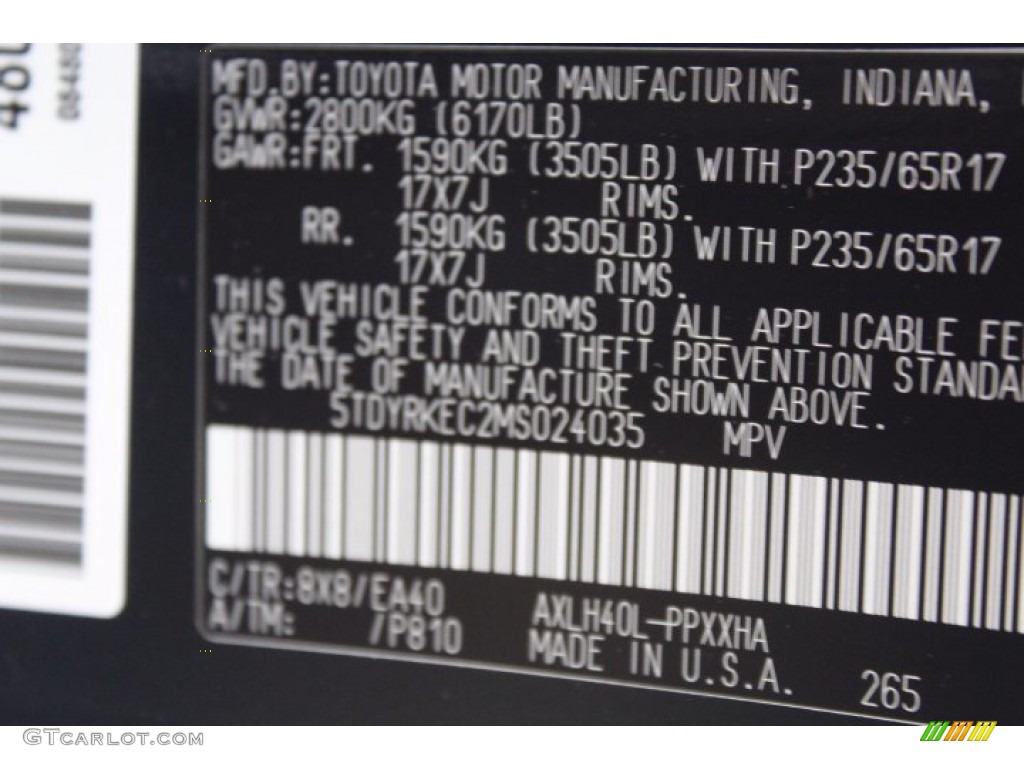 480
05480
MFD.BY:TOYOTA MOTOR MANUFACTURING, INDIANA,
GVWR:2800KG (6170LB)
GAWR:FRT. 1590KG (3505LB) WITH P235/65R17
17X7J RIMS.
RR. 1590KG (3505LB) WITH P235/65R17
17X7J RIMS.
THIS VEHICLE CONFORMS TO ALL APPLICABLE FE
VEHICLE SAFETY AND THEFT PREVENTION STANDA
THE DATE OF MANUFACTURE SHOWN ABOVE.
5TDYRKEC2MS024035 MPV
C/TR:8X8/EA40 AXLH40L-PPXXHA
A/TM: /P810 MADE IN U.S.A. 265
GTCarLot.com